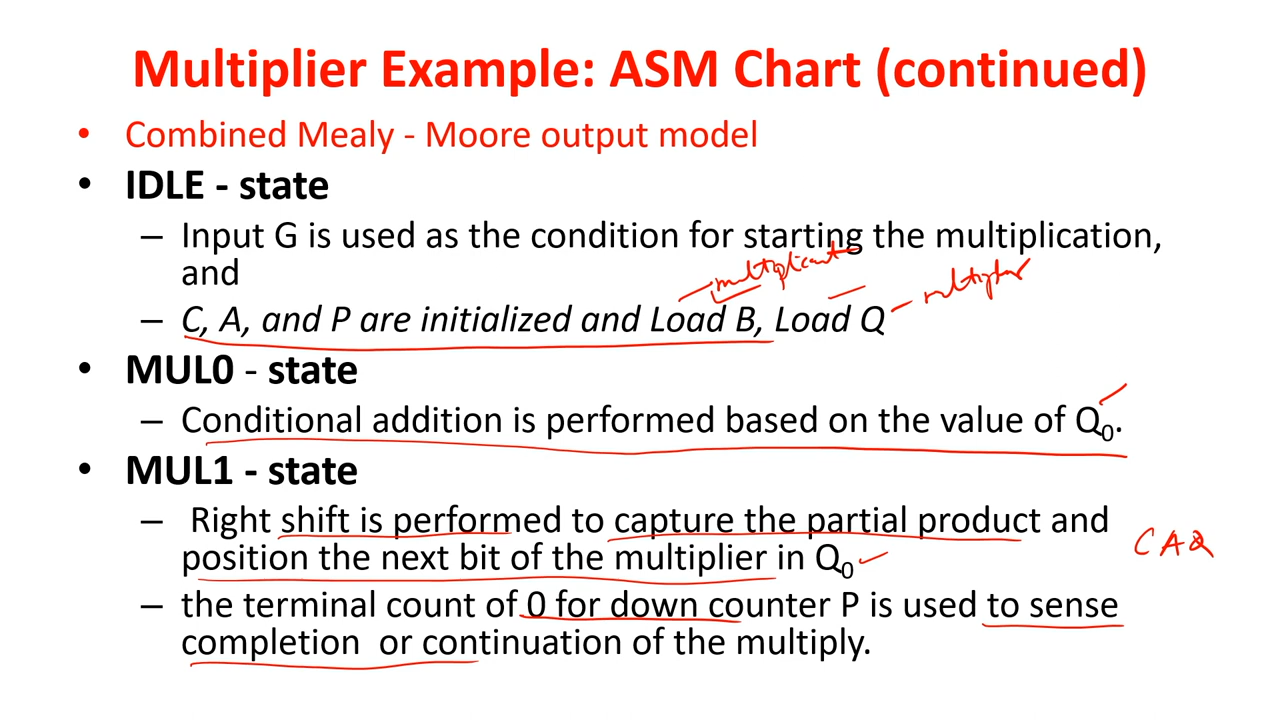 Multiplier Example: ASM Chart (continued)
• Combined Mealy - Moore output model
• IDLE - state
– Input G is used as the condition for starting the multiplication,
and
multiplicant
multiplier
– C, A, and P are initialized and Load B, Load Q
• MUL0 - state
– Conditional addition is performed based on the value of Q₀.
• MUL1 - state
– Right shift is performed to capture the partial product and
position the next bit of the multiplier in Q₀
C A Q
– the terminal count of 0 for down counter P is used to sense
completion or continuation of the multiply.